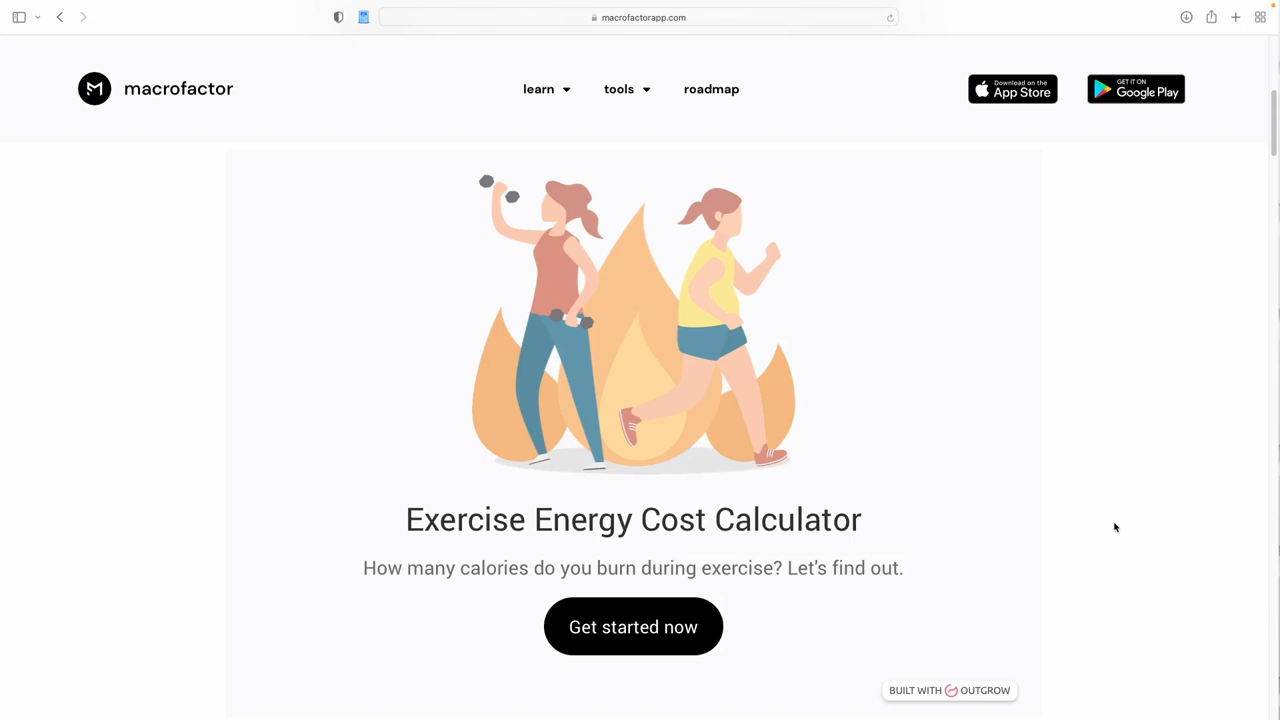 macrofactorapp.com
macrofactor
learn
tools
roadmap
Download on the
App Store
GET IT ON
Google Play
Exercise Energy Cost Calculator
How many calories do you burn during exercise? Let's find out.
Get started now
BUILT WITH OUTGROW